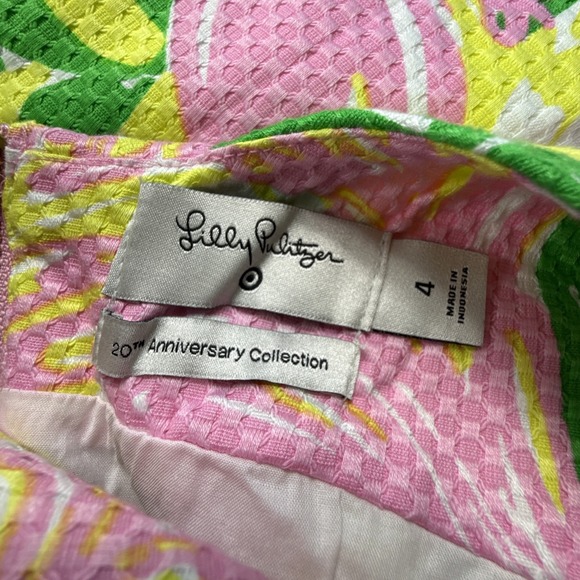 Lilly Pulitzer
4
MADE IN
INDONESIA
20TH Anniversary Collection